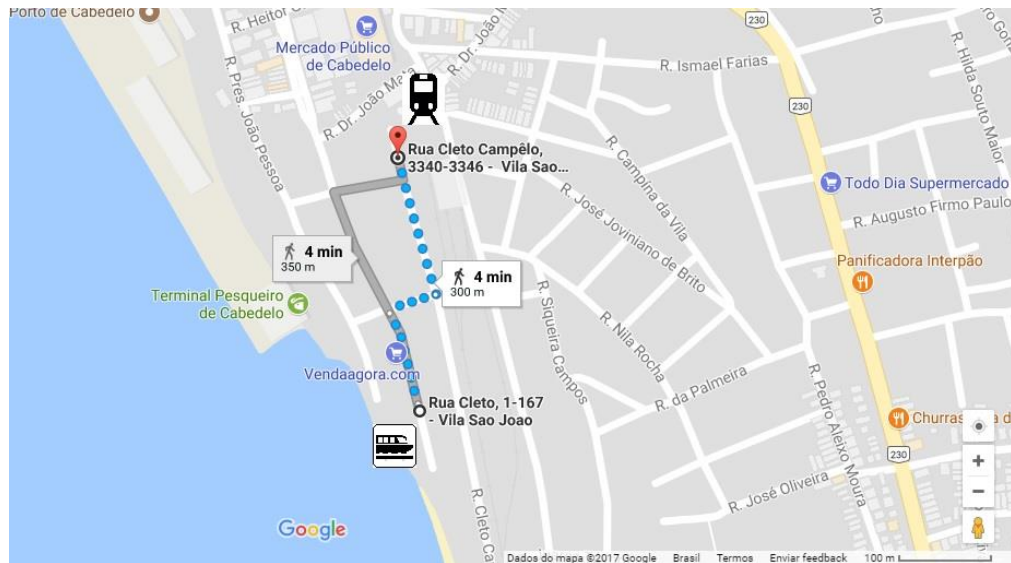 Porto de Cabedelo
R. Heitor
Mercado Público
de Cabedelo
R. Dr. João M
R. Dr. João Mata
R. Pres. João Pessoa
230
R. Ismael Farias
R. Hilda Souto Maior
230
Rua Cleto Campêlo,
3340-3346 - Vila Sao...
R. Campina da Vila
Todo Dia Supermercado
R. Augusto Firmo Paulo
R. José Joviniano de Brito
4 min
350 m
4 min
300 m
Panificadora Interpão
Terminal Pesqueiro
de Cabedelo
R. Siqueira Campos
R. Nila Rocha
Vendaagora.com
R. da Palmeira
R. Pedro Aleixo Moura
Rua Cleto, 1-167
- Vila Sao Joao
Churras
a d
230
R. José Oliveira
R. Cleto Ca
Google
Dados do mapa ©2017 Google Brasil Termos Enviar feedback 100 m